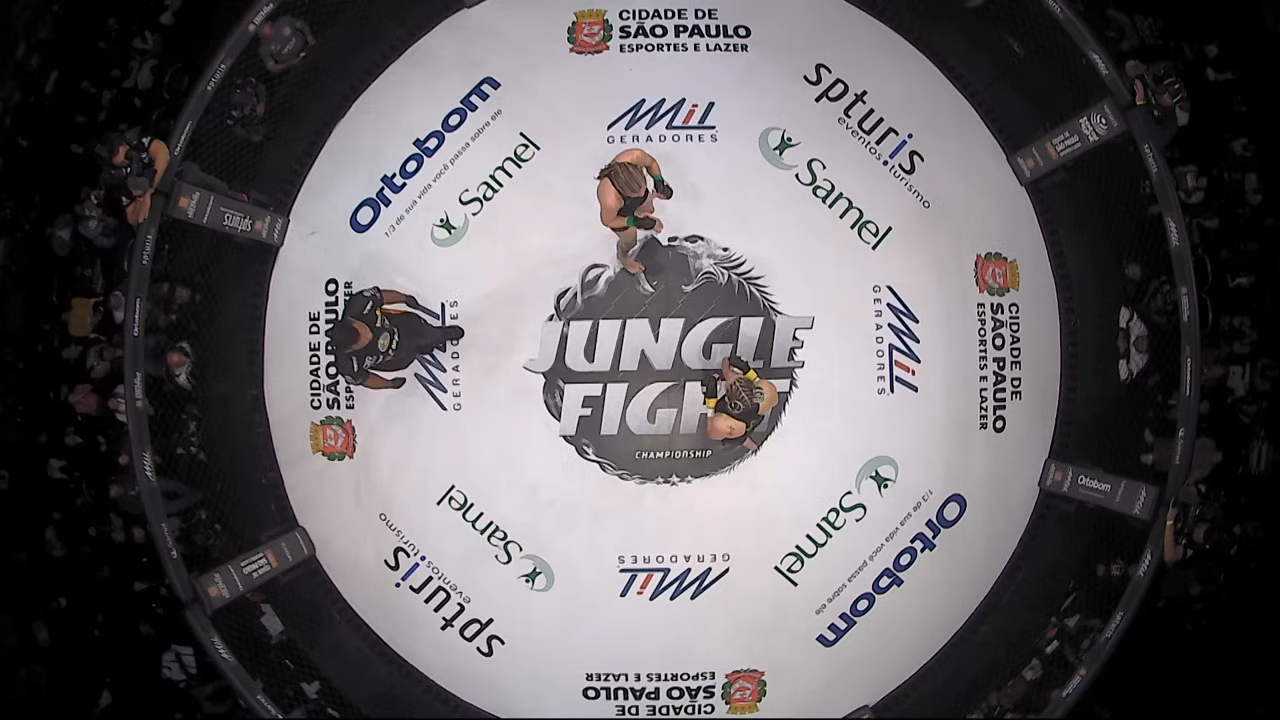 CIDADE DE
SÃO PAULO
ESPORTES E LAZER
Ortobom
1/3 de sua vida você passa sobre ele
Samel
MIL
GERADORES
spturis
eventos.turismo
Samel
CIDADE DE
SÃO PAULO
GERADORES
MIL
GERADORES
CIDADE DE
SÃO PAULO
ESPORTES E LAZER
JUNGLE
FIGHT
CHAMPIONSHIP
spturis
Ortobom
Samel
spturis
eventos.turismo
MIL
GERADORES
Samel
Ortobom
1/3 de sua vida você passa sobre ele
CIDADE DE
SÃO PAULO
ESPORTES E LAZER